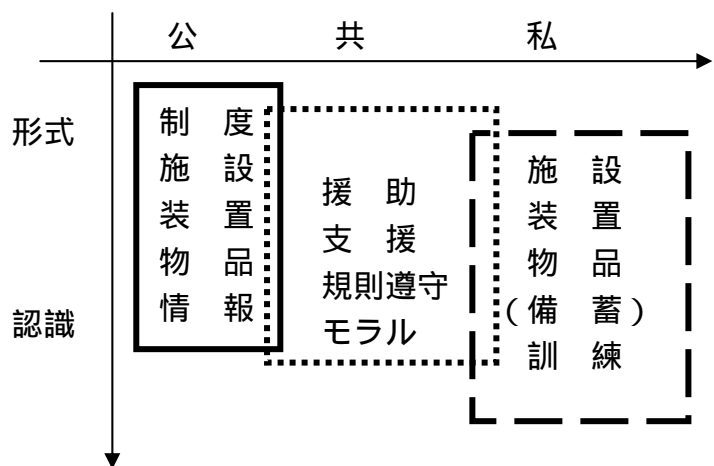 公 共 私
形式
認識
制 度
施 設
装 置
物 品
情 報
援 助
支 援
規則遵守
モラル
施 設
装 置
物 品
(備 蓄)
訓 練